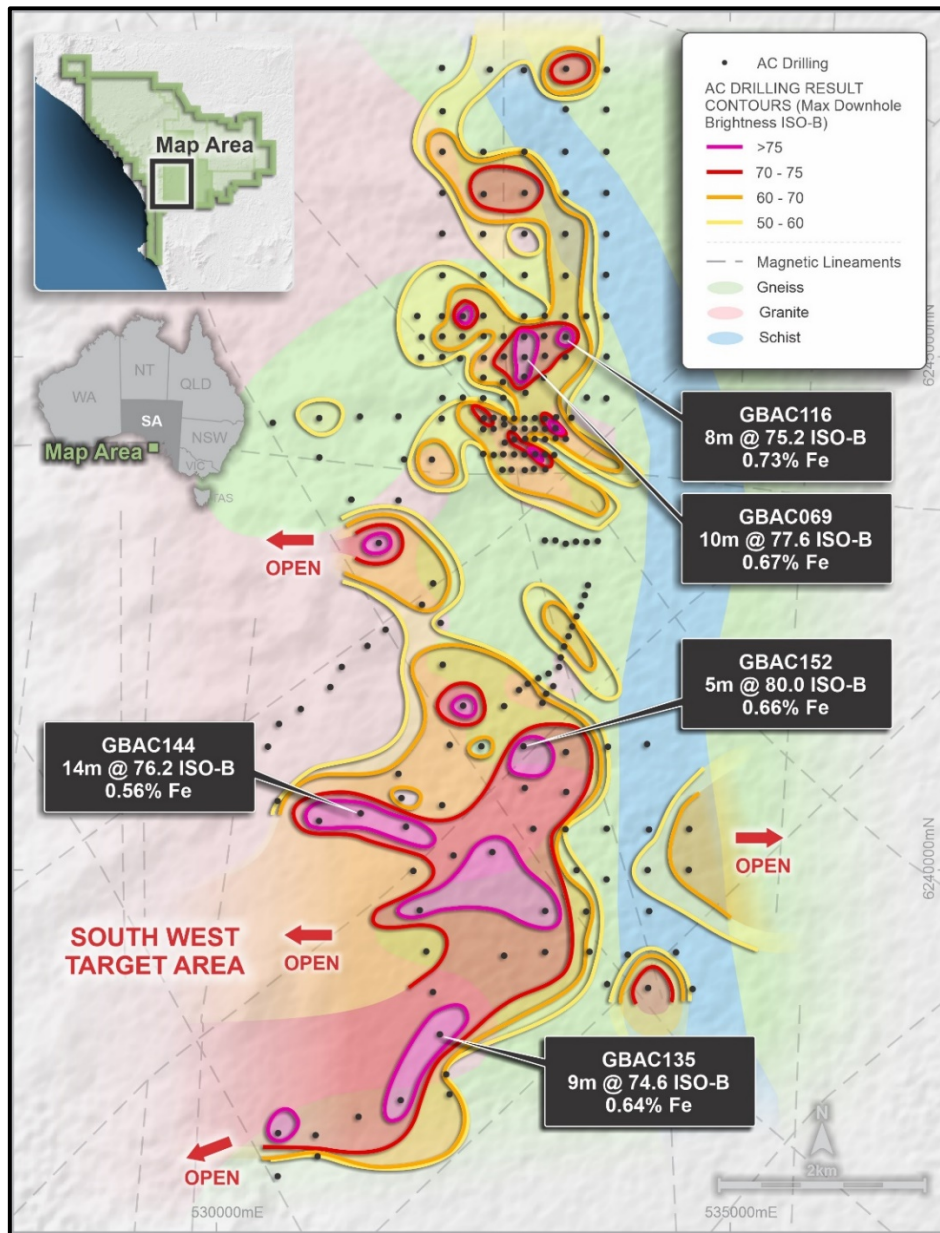 Map Area
WA
NT
QLD
SA
NSW
VIC
TAS
Map Area
AC Drilling
AC DRILLING RESULT
CONTOURS (Max Downhole
Brightness ISO-B)
>75
70 - 75
60 - 70
50 - 60
Magnetic Lineaments
Gneiss
Granite
Schist
6245000mN
GBAC116
8m @ 75.2 ISO-B
0.73% Fe
GBAC069
10m @ 77.6 ISO-B
0.67% Fe
OPEN
GBAC152
5m @ 80.0 ISO-B
0.66% Fe
GBAC144
14m @ 76.2 ISO-B
0.56% Fe
OPEN
6240000mN
SOUTH WEST
TARGET AREA
OPEN
GBAC135
9m @ 74.6 ISO-B
0.64% Fe
OPEN
N
2km
530000mE
535000mE